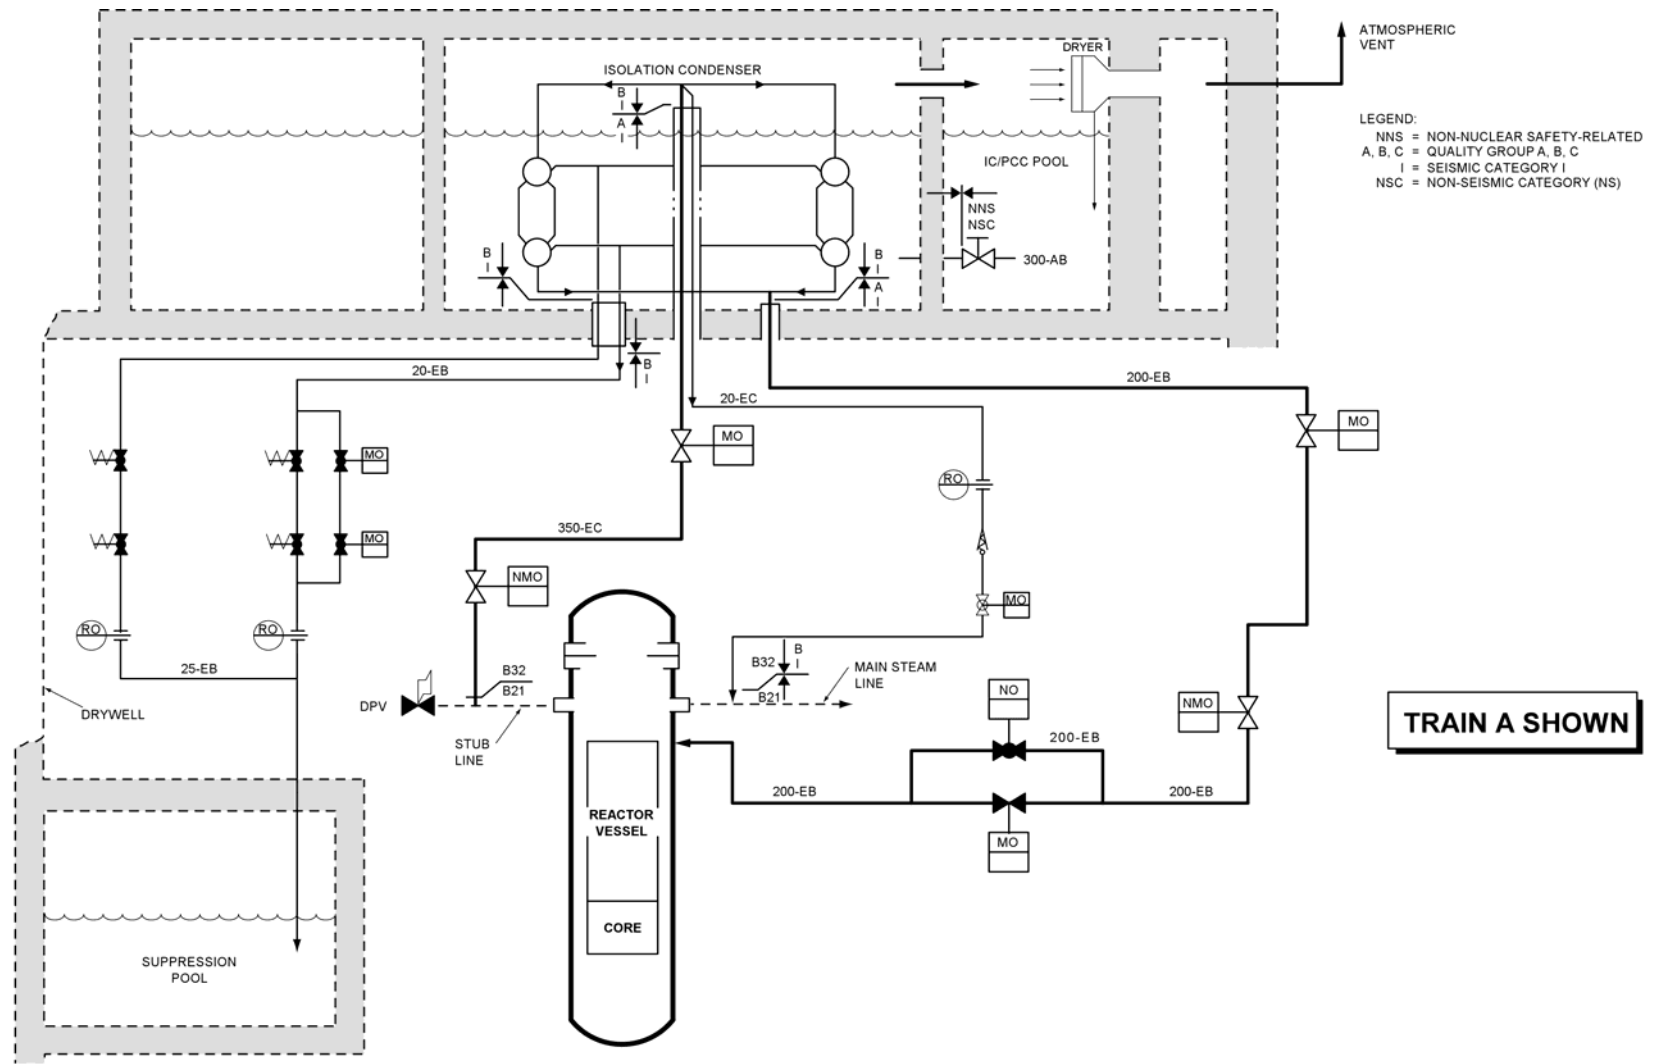 ATMOSPHERIC
VENT
DRYER
ISOLATION CONDENSER
LEGEND:
NNS = NON-NUCLEAR SAFETY-RELATED
A, B, C = QUALITY GROUP A, B, C
I = SEISMIC CATEGORY I
NSC = NON-SEISMIC CATEGORY (NS)
B
I
A
I
IC/PCC POOL
NNS
NSC
300-AB
B
I
B
I
A
I
B
I
20-EB
20-EC
200-EB
MO
MO
MO
RO
MO
350-EC
NMO
MO
RO
RO
25-EB
B32
B21
B
I
B32
B21
MAIN STEAM
LINE
DPV
STUB
LINE
DRYWELL
NO
NMO
200-EB
TRAIN A SHOWN
200-EB
200-EB
MO
REACTOR
VESSEL
CORE
SUPPRESSION
POOL